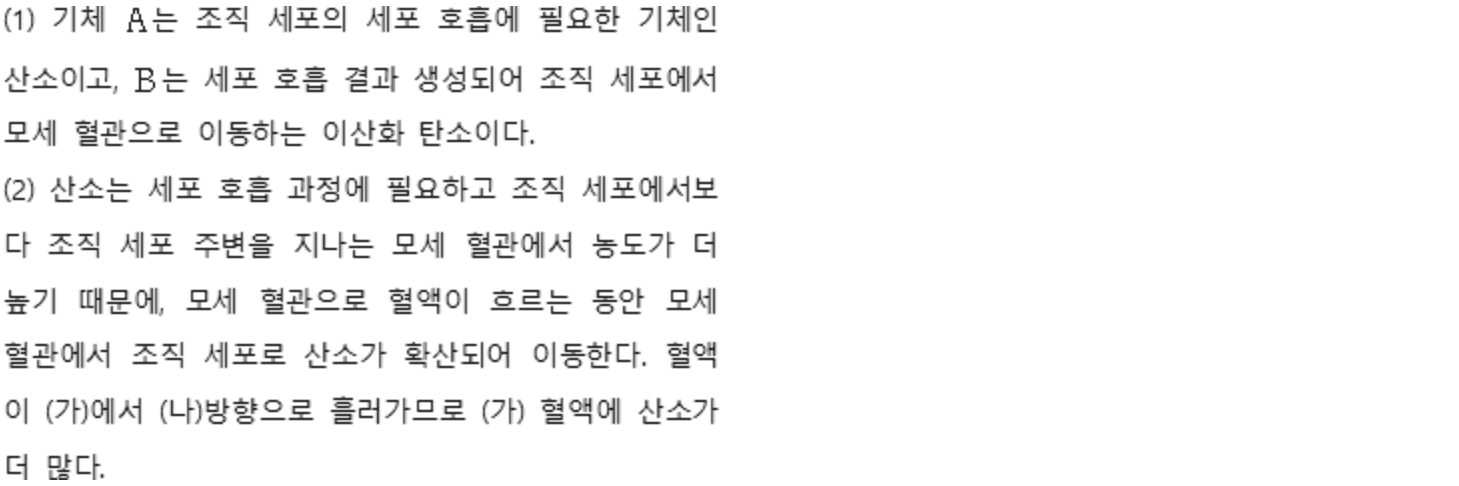 (1) 기체 A는 조직 세포의 세포 호흡에 필요한 기체인
산소이고, B는 세포 호흡 결과 생성되어 조직 세포에서
모세 혈관으로 이동하는 이산화 탄소이다.
(2) 산소는 세포 호흡 과정에 필요하고 조직 세포에서보
다 조직 세포 주변을 지나는 모세 혈관에서 농도가 더
높기 때문에, 모세 혈관으로 혈액이 흐르는 동안 모세
혈관에서 조직 세포로 산소가 확산되어 이동한다. 혈액
이 (가)에서 (나)방향으로 흘러가므로 (가) 혈액에 산소가
더 많다.